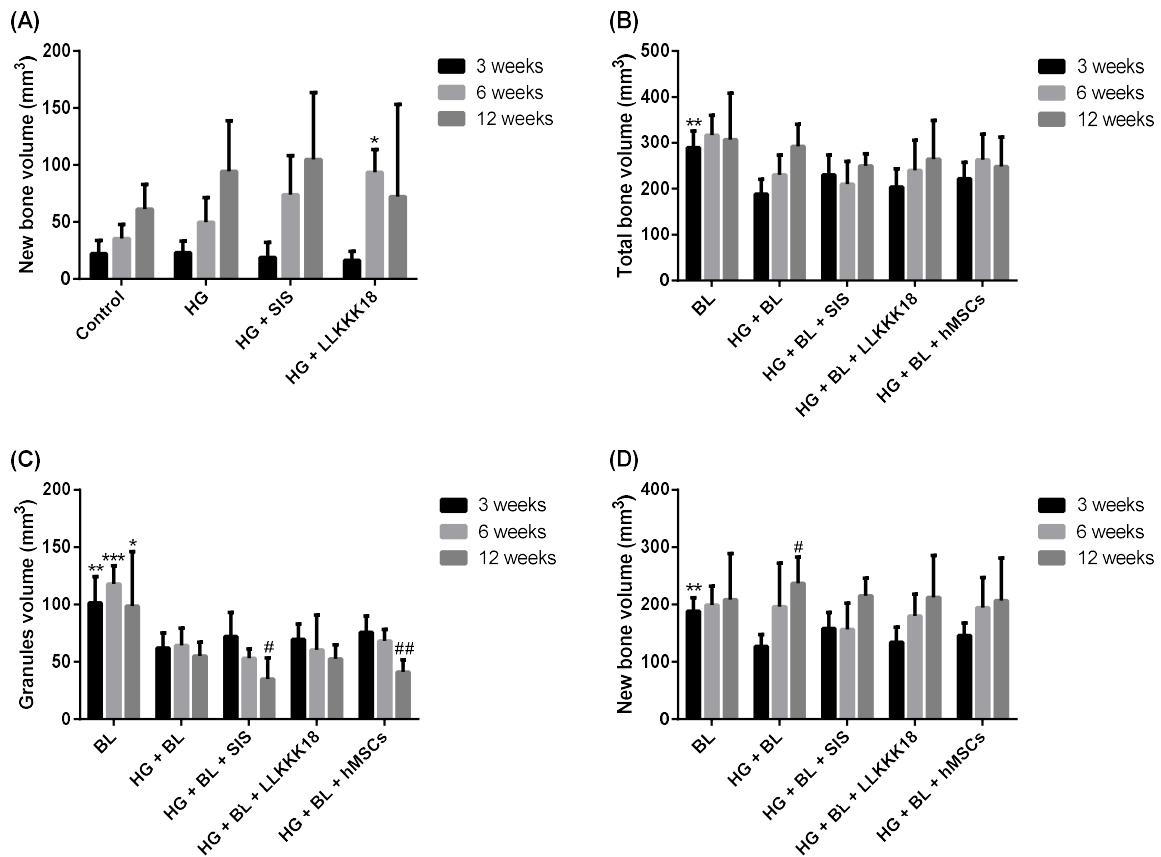 (A)
New bone volume (mm³)
200
150
100
50
0
*
3 weeks
6 weeks
12 weeks
Control
HG
HG + SIS
HG + LLKKK18
(B)
Total bone volume (mm³)
500
400
300
200
100
0
**
3 weeks
6 weeks
12 weeks
BL
HG + BL
HG + BL + SIS
HG + BL + LLKKK18
HG + BL + hMSCs
(C)
Granules volume (mm³)
200
150
100
50
0
** *** *
#
##
3 weeks
6 weeks
12 weeks
BL
HG + BL
HG + BL + SIS
HG + BL + LLKKK18
HG + BL + hMSCs
(D)
New bone volume (mm³)
400
300
200
100
0
**
#
3 weeks
6 weeks
12 weeks
BL
HG + BL
HG + BL + SIS
HG + BL + LLKKK18
HG + BL + hMSCs